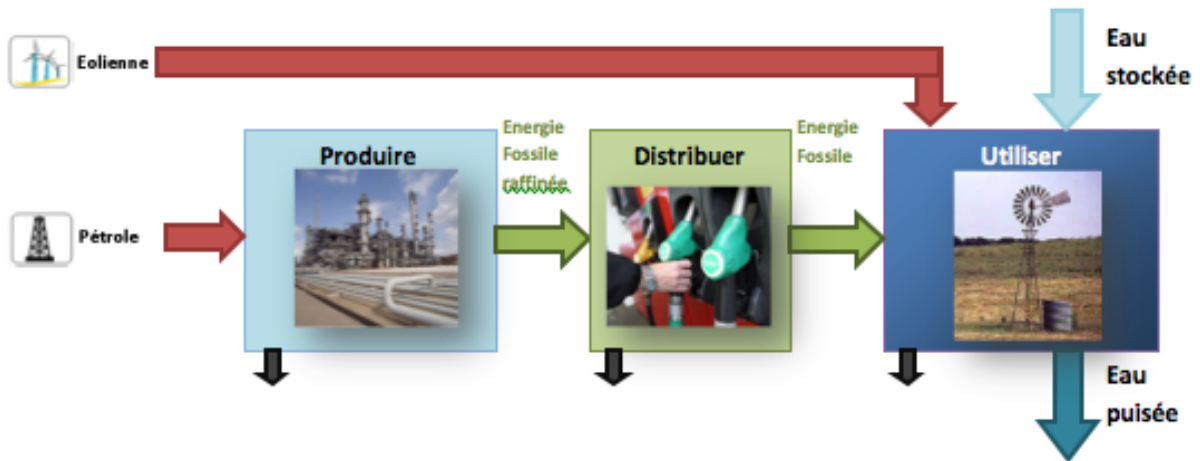 Eolienne
Eau
stockée
Energie
Fossile
raffinée
Energie
Fossile
Produire
Distribuer
Utiliser
Pétrole
Eau
puisée